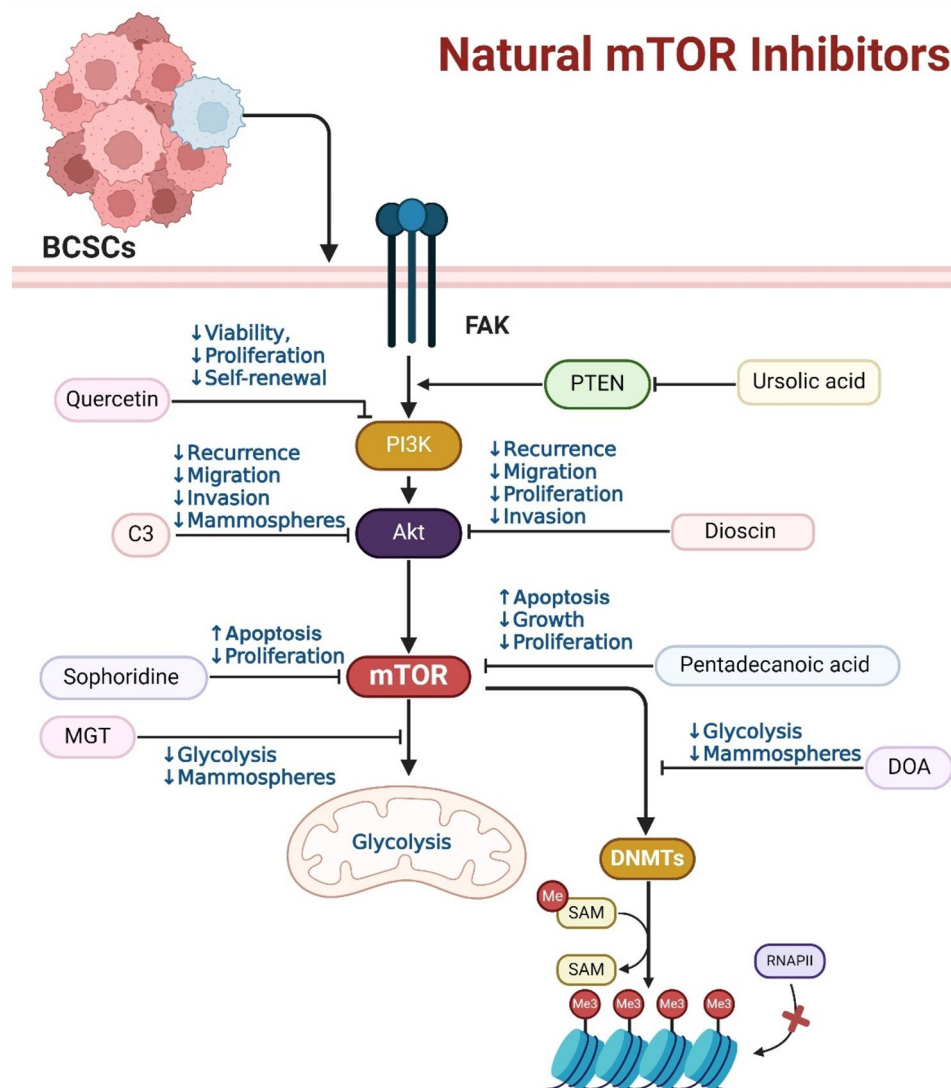 Natural mTOR Inhibitors
BCSCs
FAK
↓Viability,
↓Proliferation
↓Self-renewal
Quercetin
PTEN
Ursolic acid
PI3K
↓Recurrence
↓Migration
↓Invasion
↓Mammospheres
C3
↓Recurrence
↓Migration
↓Proliferation
↓Invasion
Akt
Dioscin
↑Apoptosis
↓Proliferation
Sophoridine
↑Apoptosis
↓Growth
↓Proliferation
mTOR
Pentadecanoic acid
MGT
↓Glycolysis
↓Mammospheres
↓Glycolysis
↓Mammospheres
DOA
Glycolysis
DNMTs
Me
SAM
SAM
RNAPII
Me3
Me3
Me3
Me3